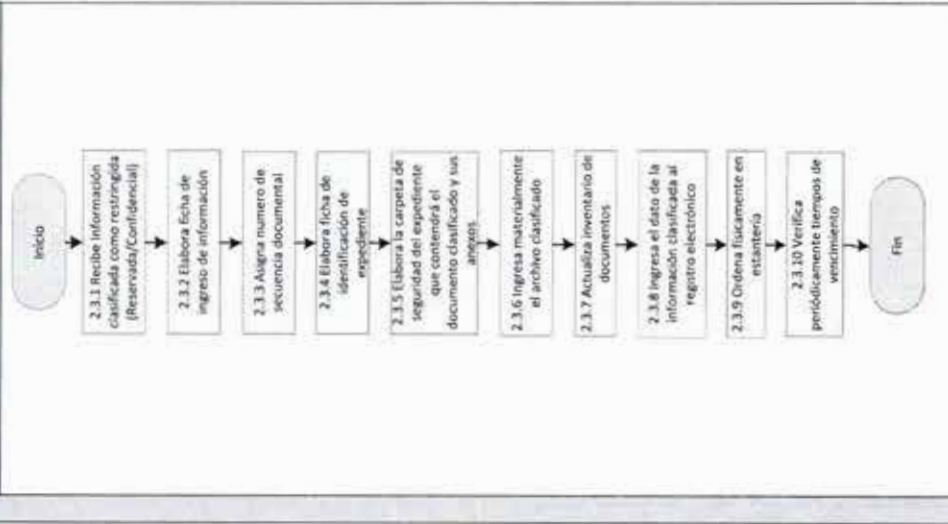 Inicio
2.3.1 Recibe información
clasificada como restringida
(Reservada/Confidencial)
2.3.2 Elabora ficha de
ingreso de información
2.3.3 Asigna numero de
secuencia documental
2.3.4 Elabora ficha de
identificación de
expediente
2.3.5 Elabora la carpeta de
seguridad del expediente
que contendrá el
documento clasificado y sus
anexos
2.3.6 Ingresa materialmente
el archivo clasificado
2.3.7 Actualiza inventario de
documentos
2.3.8 Ingresa el dato de la
información clasificada al
registro electrónico
2.3.9 Ordena físicamente en
estantería
2.3.10 Verifica
periódicamente tiempos de
vencimiento
Fin